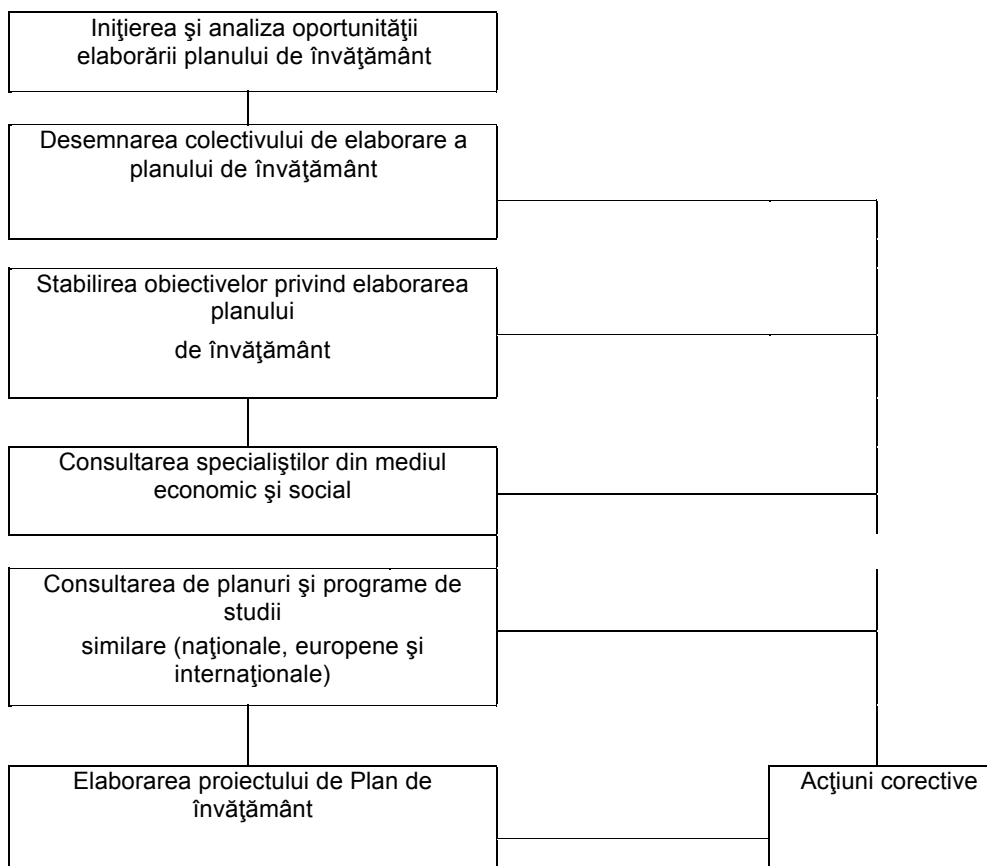 Iniţierea şi analiza oportunităţii
elaborării planului de învăţământ
Desemnarea colectivului de elaborare a
planului de învăţământ
Stabilirea obiectivelor privind elaborarea
planului
de învăţământ
Consultarea specialiştilor din mediul
economic şi social
Consultarea de planuri şi programe de
studii
similare (naţionale, europene şi
internaţionale)
Elaborarea proiectului de Plan de
învăţământ
Acţiuni corective